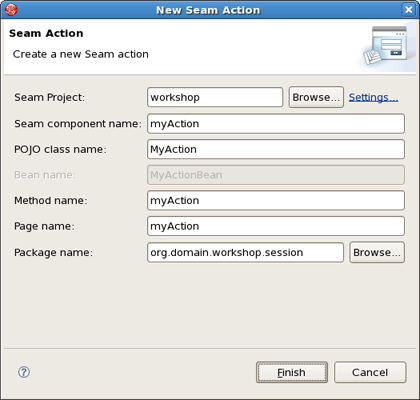 New Seam Action
Seam Action
Create a new Seam action
Seam Project: workshop Browse... Settings...
Seam component name: myAction
POJO class name: MyAction
Bean name: MyActionBean
Method name: myAction
Page name: myAction
Package name: org.domain.workshop.session Browse...
? Finish Cancel